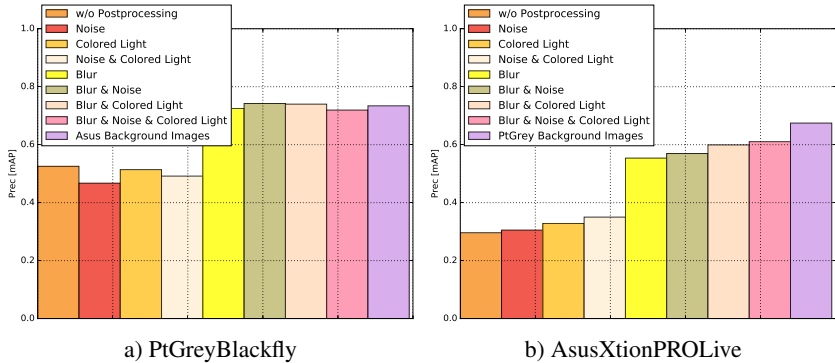 w/o Postprocessing
Noise
Colored Light
Noise & Colored Light
Blur
Blur & Noise
Blur & Colored Light
Blur & Noise & Colored Light
Asus Background Images
1.0
0.8
0.6
0.4
0.2
0.0
Prec [mAP]
a) PtGreyBlackfly
w/o Postprocessing
Noise
Colored Light
Noise & Colored Light
Blur
Blur & Noise
Blur & Colored Light
Blur & Noise & Colored Light
PtGrey Background Images
1.0
0.8
0.6
0.4
0.2
0.0
Prec [mAP]
b) AsusXtionPROLive